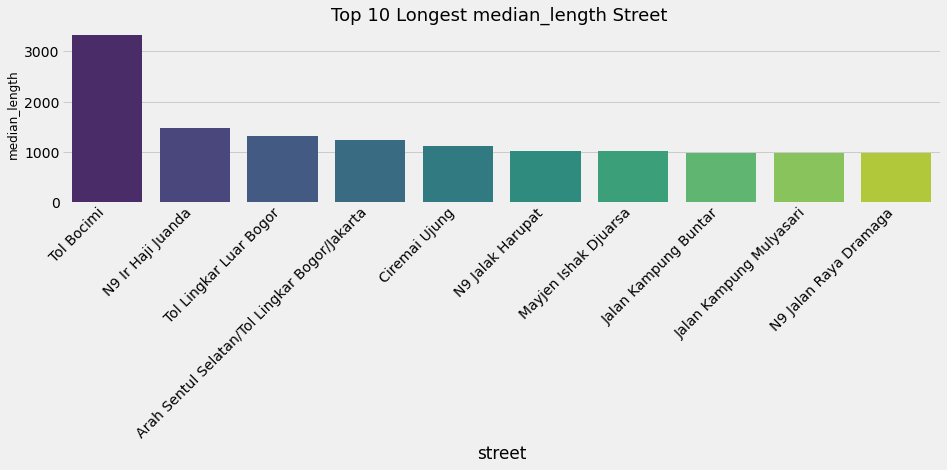 Top 10 Longest median_length Street
median_length
3000
2000
1000
0
Tol Bocimi
N9 Ir Haji Juanda
Tol Lingkar Luar Bogor
Arah Sentul Selatan/Tol Lingkar Bogor/Jakarta
Ciremai Ujung
N9 Jalak Harupat
Mayjen Ishak Djuarsa
Jalan Kampung Buntar
Jalan Kampung Mulyasari
N9 Jalan Raya Dramaga
street